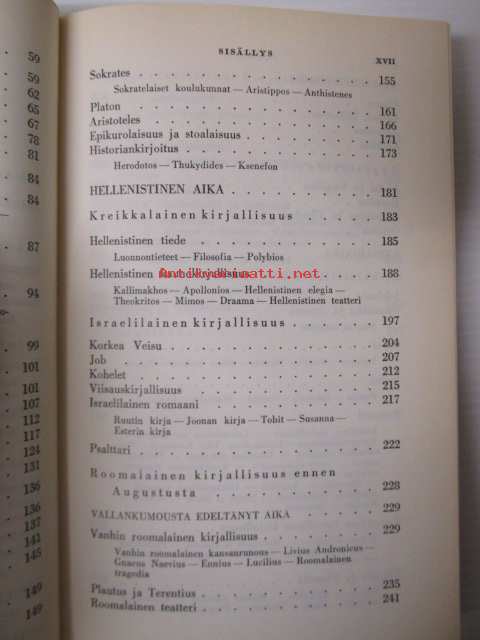 59
59
62
65
67
78
81
84
84
87
94
99
101
101
107
112
117
124
131
136
136
137
141
145
149
149
SISÄLLYS
XVII
Sokrates . . . . . . . . . . . . 155
Sokratelaiset koulukunnat — Aristippos — Anthistenes
Platon . . . . . . . . . . . . 161
Aristoteles . . . . . . . . . . . . 166
Epikurolaisuus ja stoalaisuus . . . . . . . 171
Historiankirjoitus . . . . . . . . . . 173
Herodotos — Thukydides — Ksenefon
HELLENISTINEN AIKA . . . . . . . . 181
Kreikkalainen kirjallisuus . . . . . 183
Hellenistinen tiede . . . . . . . . . 185
Luonnontieteet — Filosofia — Polybios
Hellenistinen . . . . . . 188
Kallimakhos — Apollonios — Hellenistinen elegia —
Theokritos — Mimos — Draama — Hellenistinen teatteri
Israelilainen kirjallisuus . . . . . . 197
Korkea Veisu . . . . . . . . . . 204
Job . . . . . . . . . . . . 207
Kohelet . . . . . . . . . . . . 212
Viisauskirjallisuus . . . . . . . . . 215
Israelilainen romaani . . . . . . . . 217
Ruutin kirja — Joonan kirja — Tobit — Susanna —
Esterin kirja
Psalttari . . . . . . . . . . . . 222
Roomalainen kirjallisuus ennen
Augustusta . . . . . . . . . 228
VALLANKUMOUSTA EDELTÄNYT AIKA . . . . . 229
Vanhin roomalainen kirjallisuus . . . . . . 229
Vanhin roomalainen kansanrunous — Livius Andronicus —
Gnaeus Naevius — Ennius — Lucilius — Roomalainen
tragedia
Plautus ja Terentius . . . . . . . . 235
Roomalainen teatteri . . . . . . . . 241